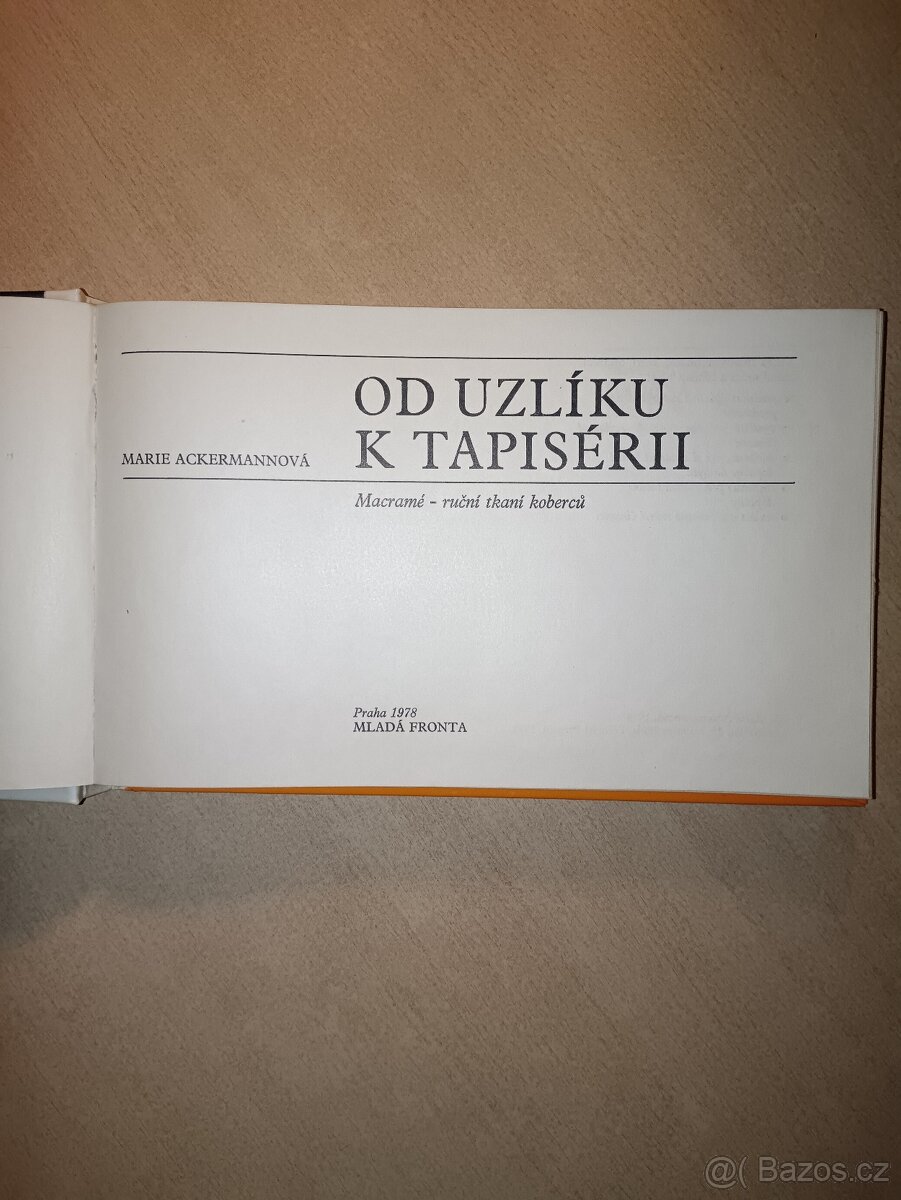 OD UZLÍKU
MARIE ACKERMANNOVÁ
K TAPISÉRII
Macramé - ruční tkaní koberců
Praha 1978
MLADÁ FRONTA
@( Bazos.cz